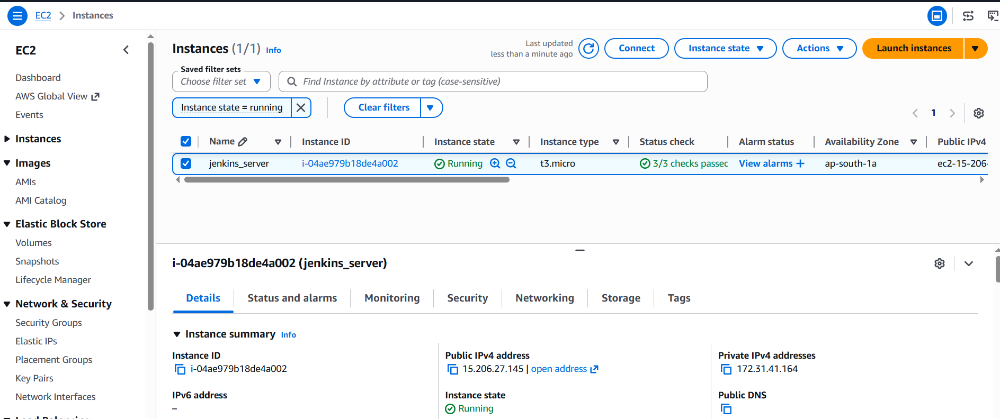 EC2 > Instances
EC2
Dashboard
AWS Global View
Events
Instances
Images
AMIs
AMI Catalog
Elastic Block Store
Volumes
Snapshots
Lifecycle Manager
Network & Security
Security Groups
Elastic IPs
Placement Groups
Key Pairs
Network Interfaces
Load Balancing
Instances (1/1) Info
Last updated
less than a minute ago
Connect
Instance state
Actions
Launch instances
Saved filter sets
Choose filter set
Find Instance by attribute or tag (case-sensitive)
Instance state = running
Clear filters
1
Name Instance ID Instance state Instance type Status check Alarm status Availability Zone Public IPv4
jenkins_server i-04ae979b18de4a002 Running t3.micro 3/3 checks passec View alarms + ap-south-1a ec2-15-206-
i-04ae979b18de4a002 (jenkins_server)
Details Status and alarms Monitoring Security Networking Storage Tags
Instance summary Info
Instance ID
i-04ae979b18de4a002
Public IPv4 address
15.206.27.145 | open address
Private IPv4 addresses
172.31.41.164
IPv6 address
–
Instance state
Running
Public DNS